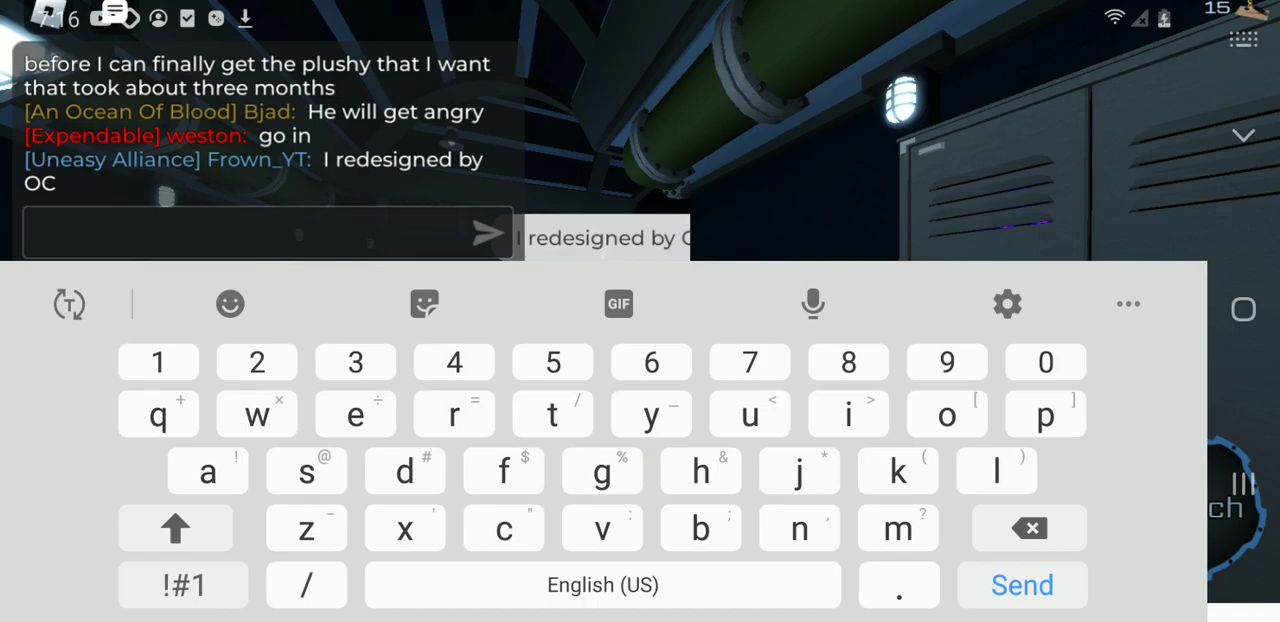 7:16
15
before I can finally get the plushy that I want
that took about three months
[An Ocean Of Blood] Bjad: He will get angry
[Expendable] weston: go in
[Uneasy Alliance] Frown_YT: I redesigned by
OC
I redesigned by
T
GIF
1 2 3 4 5 6 7 8 9 0
q + w × e ÷ r = t / y _ u < i > o [ p ]
a ! s @ d # f $ g % h & j * k ( l )
z - x ' c " v : b ; n , m ?
!#1 / English (US) . Send
ch